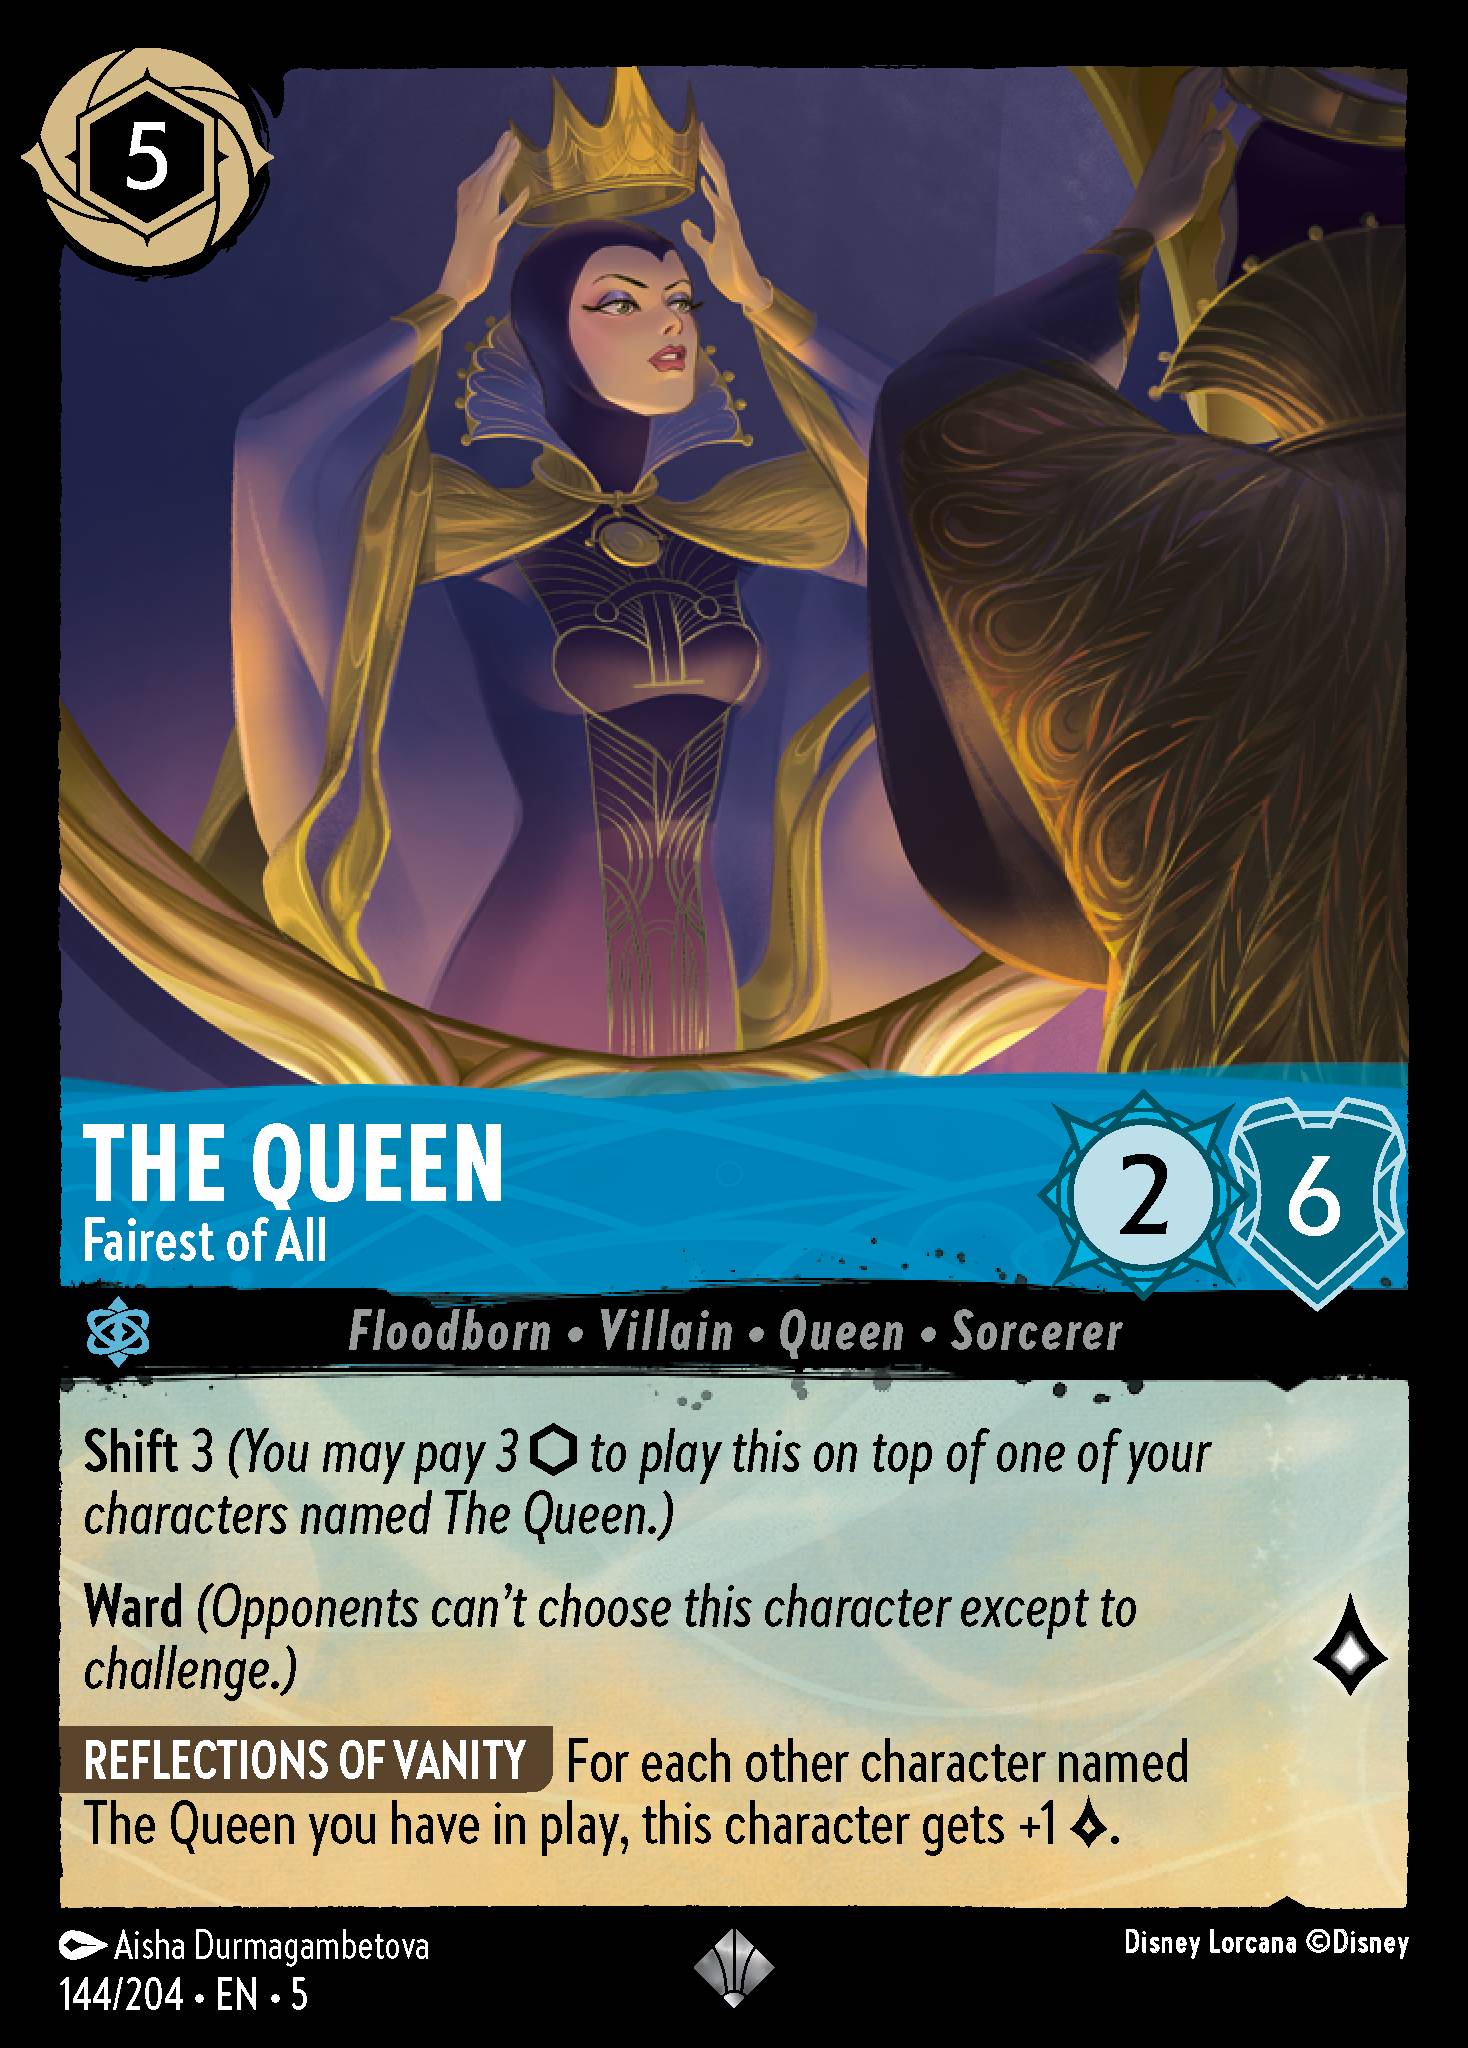 5
THE QUEEN
Fairest of All
2
6
Floodborn • Villain • Queen • Sorcerer
Shift 3 (You may pay 3 ⬡ to play this on top of one of your
characters named The Queen.)
Ward (Opponents can't choose this character except to
challenge.)
REFLECTIONS OF VANITY For each other character named
The Queen you have in play, this character gets +1 ◊.
Aisha Durmagambetova
Disney Lorcana ©Disney
144/204 • EN • 5